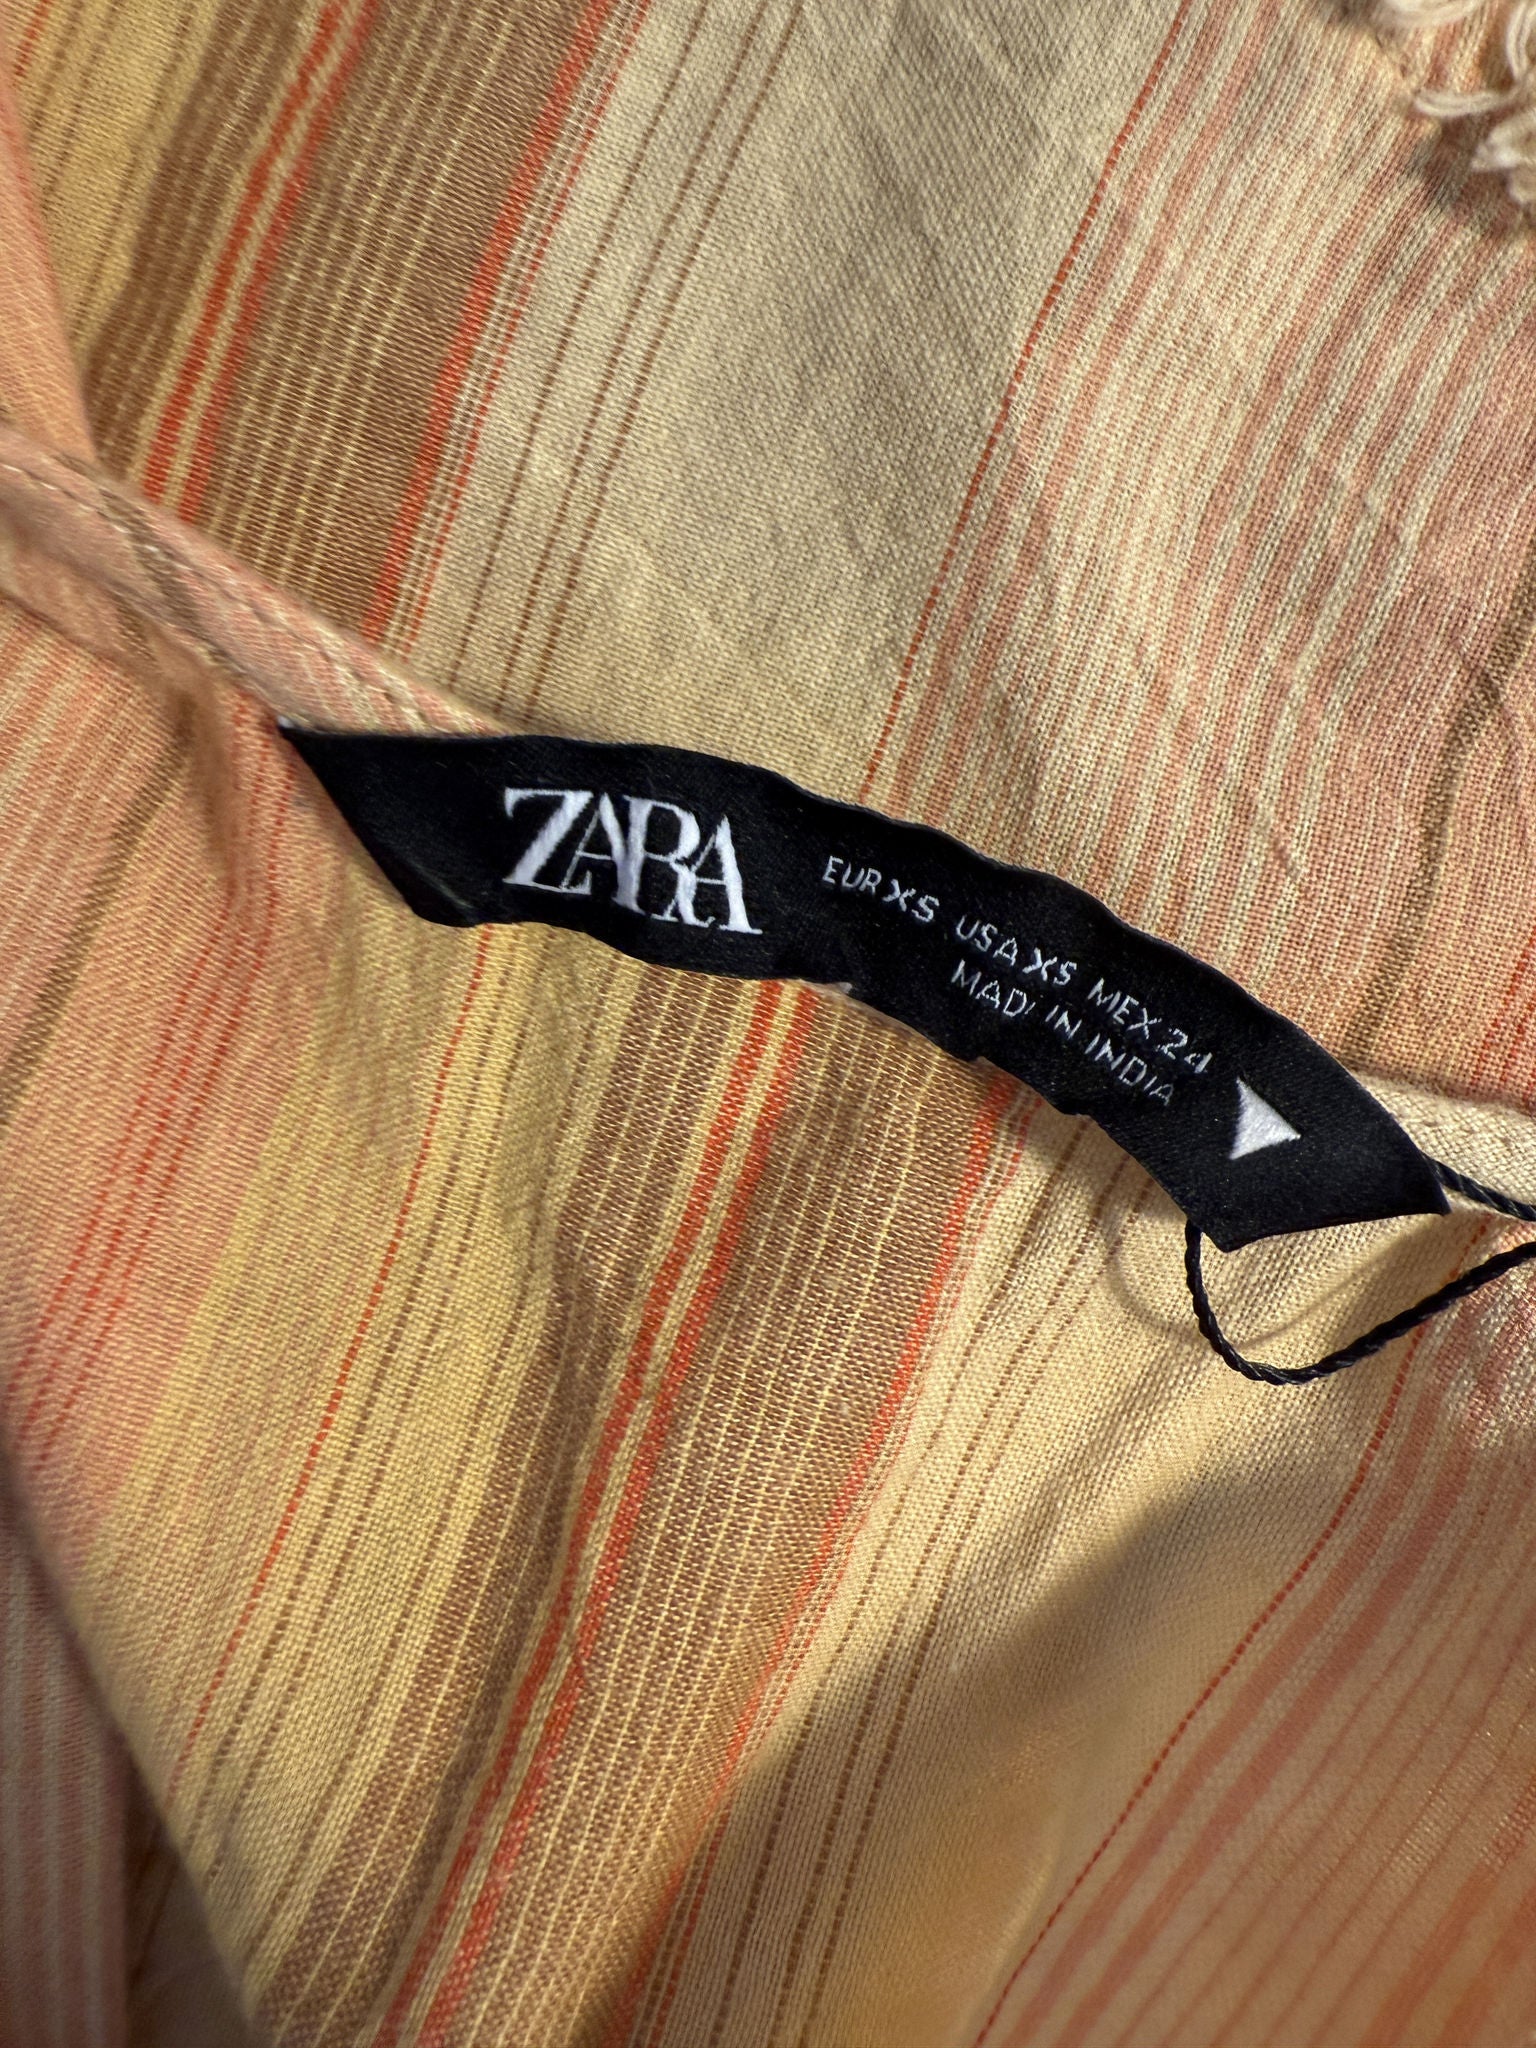 ZARA
EUR XS USA XS MEX 24
MADE IN INDIA